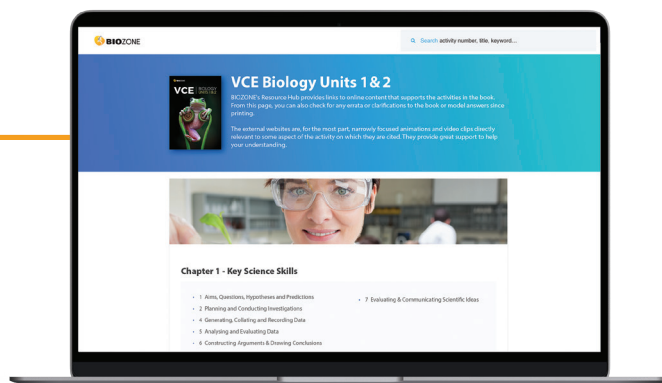 BIOZONE
Search activity number, title, keyword...
VCE BIOLOGY
UNITS 1&2
VCE Biology Units 1 & 2
BIOZONE's Resource Hub provides links to online content that supports the activities in the book.
From this page, you can also check for any errata or clarifications to the book or model answers since
printing.
The external websites are, for the most part, narrowly focused animations and video clips directly
relevant to some aspect of the activity on which they are cited. They provide great support to help
your understanding.
Chapter 1 - Key Science Skills
• 1 Aims, Questions, Hypotheses and Predictions
• 2 Planning and Conducting Investigations
• 4 Generating, Collating and Recording Data
• 5 Analysing and Evaluating Data
• 6 Constructing Arguments & Drawing Conclusions
• 7 Evaluating & Communicating Scientific Ideas